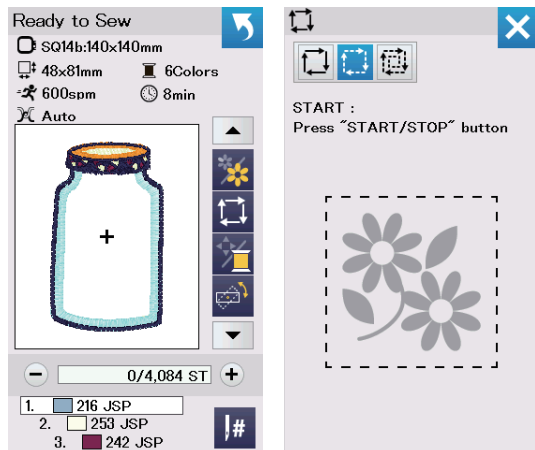 Ready to Sew
SQ14b:140x140mm
48x81mm
6Colors
600spm
8min
Auto
0/4,084 ST
1. 216 JSP
2. 253 JSP
3. 242 JSP
#
START :
Press "START/STOP" button